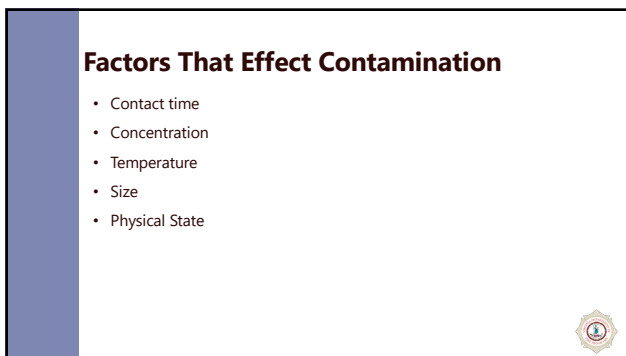 Factors That Effect Contamination
• Contact time
• Concentration
• Temperature
• Size
• Physical State